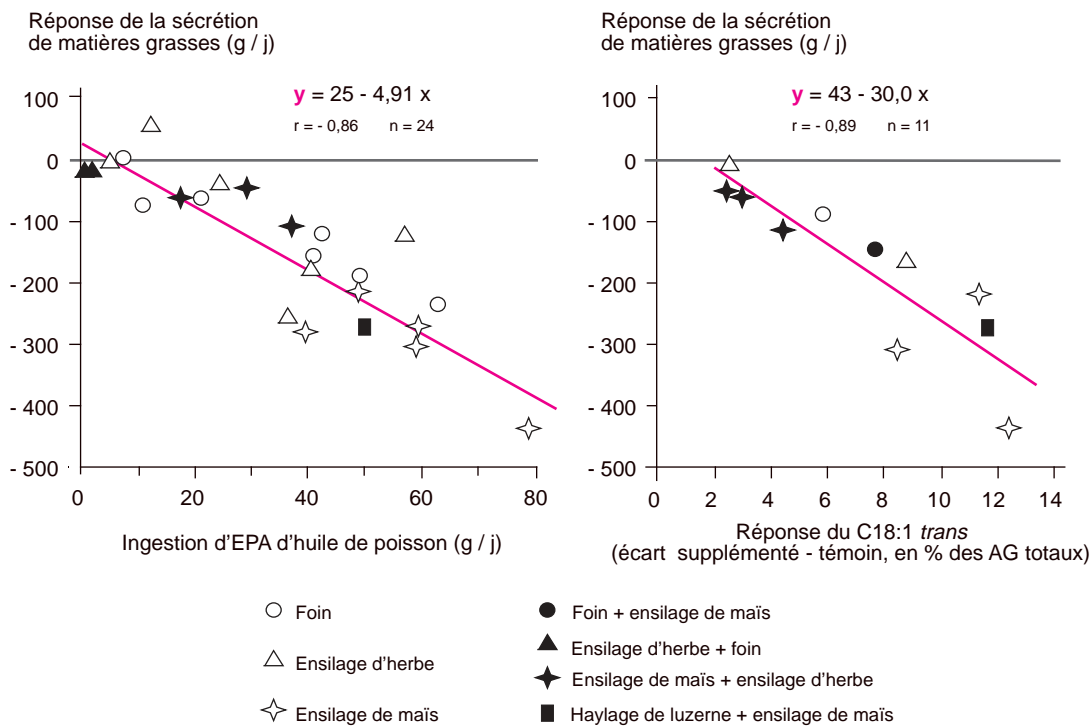 Réponse de la sécrétion
de matières grasses (g / j)
y = 25 - 4,91 x
r = - 0,86 n = 24
100
0
- 100
- 200
- 300
- 400
- 500
0 20 40 60 80
Ingestion d'EPA d'huile de poisson (g / j)
Réponse de la sécrétion
de matières grasses (g / j)
y = 43 - 30,0 x
r = - 0,89 n = 11
100
0
- 100
- 200
- 300
- 400
- 500
0 2 4 6 8 10 12 14
Réponse du C18:1 trans
(écart supplémenté - témoin, en % des AG totaux)
Foin
Ensilage d'herbe
Ensilage de maïs
Foin + ensilage de maïs
Ensilage d'herbe + foin
Ensilage de maïs + ensilage d'herbe
Haylage de luzerne + ensilage de maïs